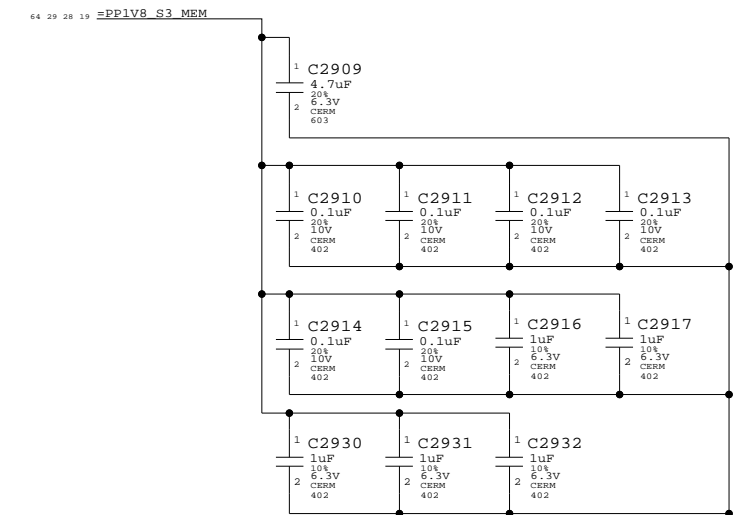 64 29 28 19 =PP1V8_S3_MEM
1 C2909
4.7uF
20%
6.3V
2 CERM
603
1 C2910 1 C2911 1 C2912 1 C2913
0.1uF 0.1uF 0.1uF 0.1uF
20% 20% 20% 20%
10V 10V 10V 10V
2 CERM 2 CERM 2 CERM 2 CERM
402 402 402 402
1 C2914 1 C2915 1 C2916 1 C2917
0.1uF 0.1uF 1uF 1uF
20% 20% 10% 10%
10V 10V 6.3V 6.3V
2 CERM 2 CERM 2 CERM 2 CERM
402 402 402 402
1 C2930 1 C2931 1 C2932
1uF 1uF 1uF
10% 10% 10%
6.3V 6.3V 6.3V
2 CERM 2 CERM 2 CERM
402 402 402